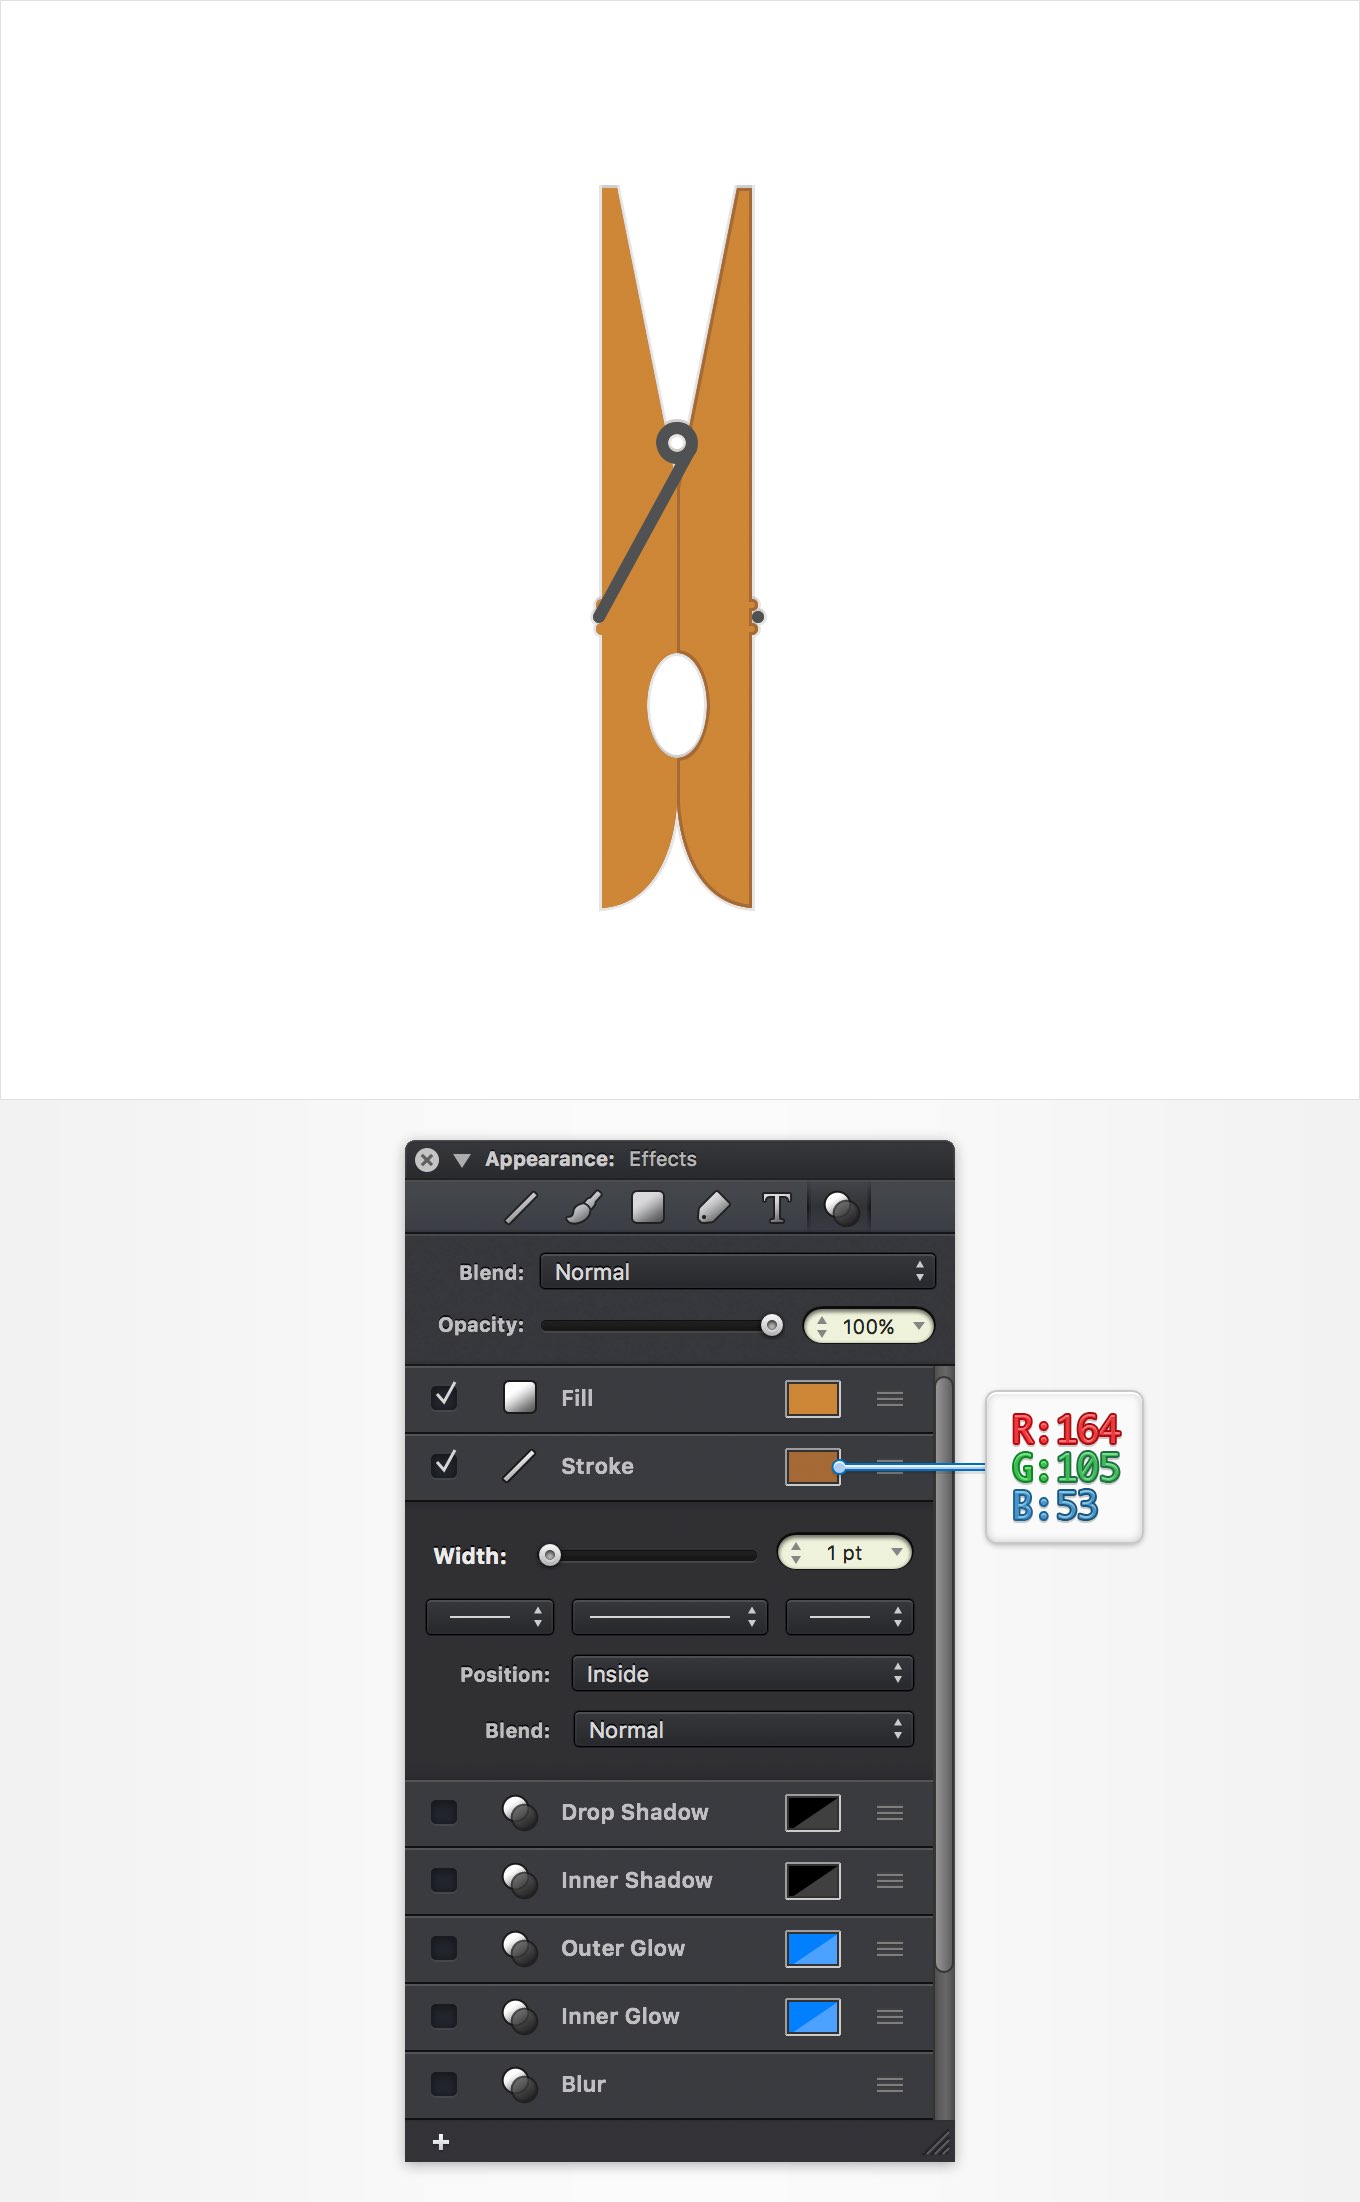 Appearance: Effects
T
Blend: Normal
Opacity: 100%
Fill
Stroke
R:164
G:105
B:53
Width: 1 pt
Position: Inside
Blend: Normal
Drop Shadow
Inner Shadow
Outer Glow
Inner Glow
Blur
+